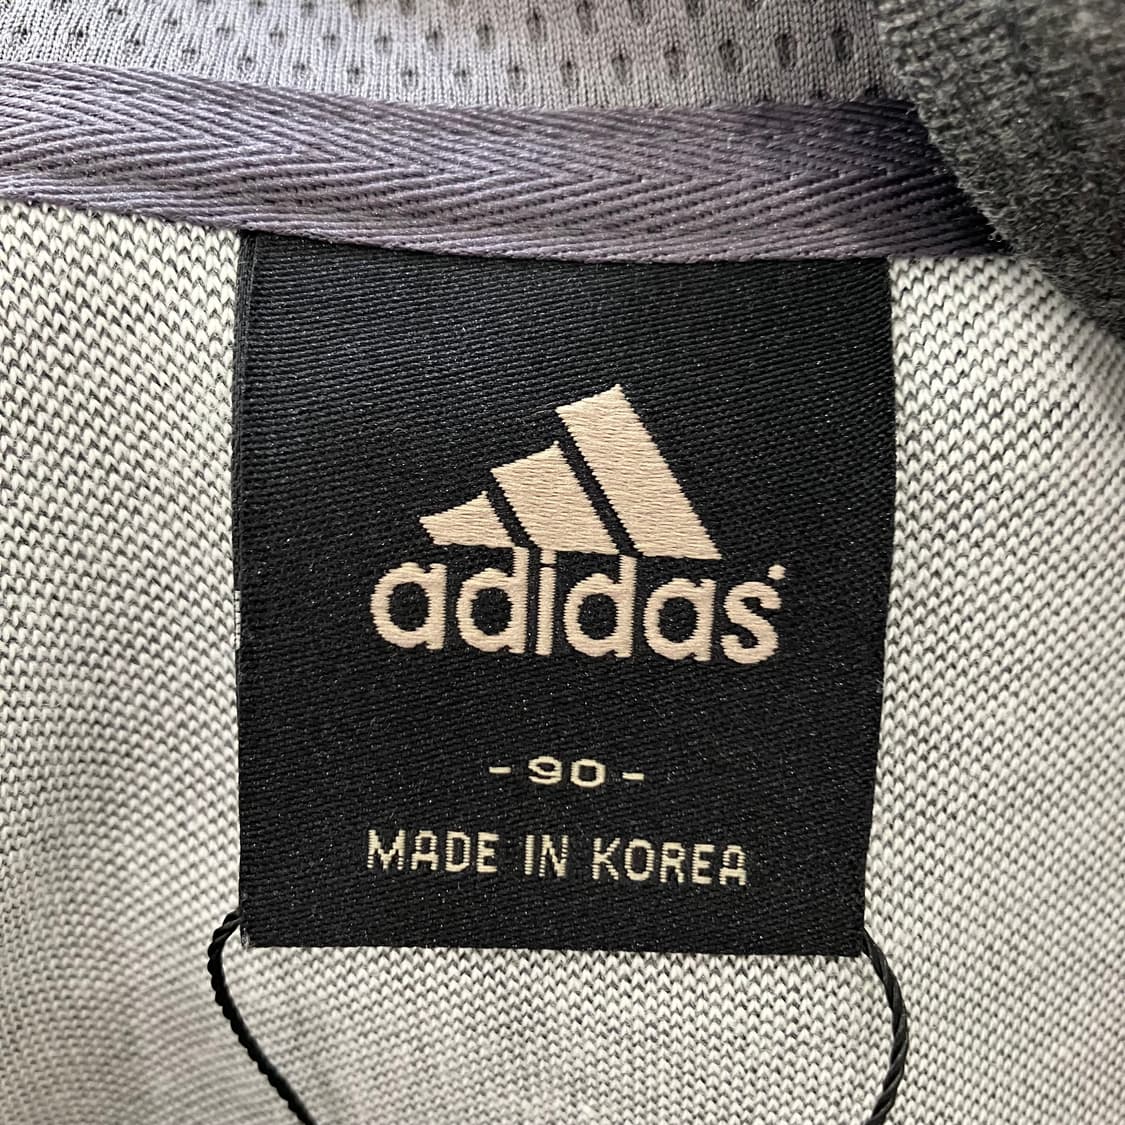 adidas
- 90 -
MADE IN KOREA